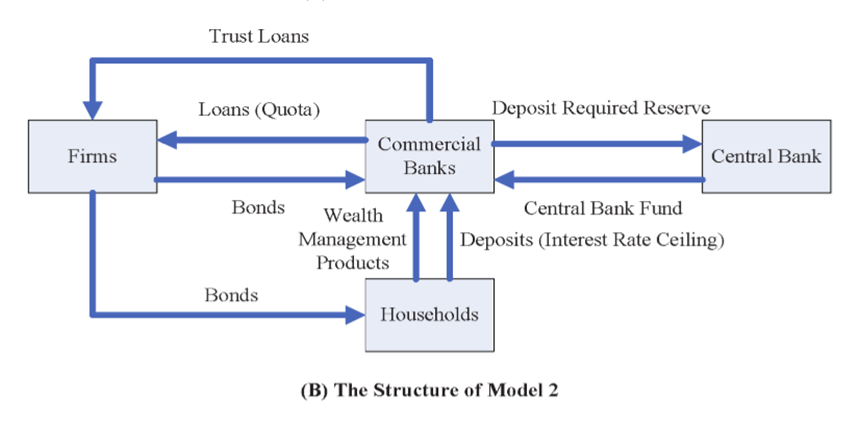 Trust Loans
Loans (Quota)
Deposit Required Reserve
Firms
Commercial
Banks
Central Bank
Bonds
Wealth
Management
Products
Central Bank Fund
Deposits (Interest Rate Ceiling)
Bonds
Households
(B) The Structure of Model 2